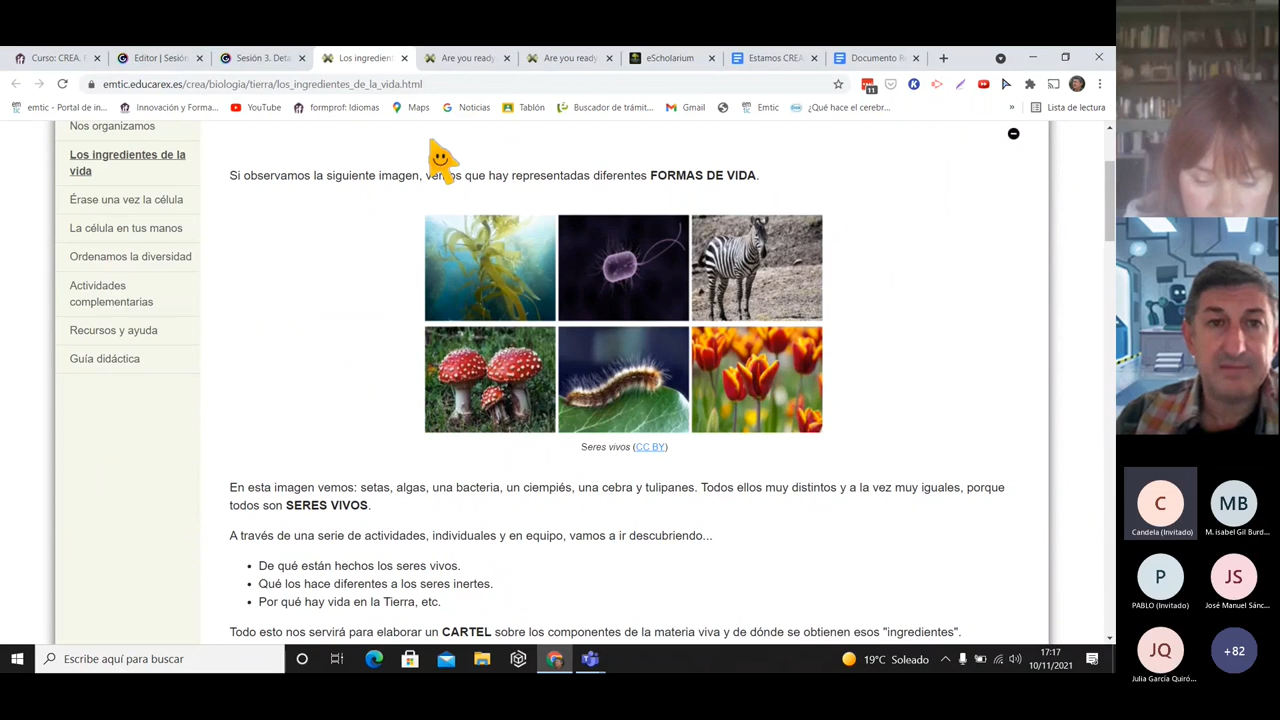 Curso: CREA. F
Editor | Sesión
Sesión 3. Deta
Los ingredient
Are you ready
Are you ready
eScholarium
Estamos CREA
Documento Re
emtic.educarex.es/crea/biologia/tierra/los_ingredientes_de_la_vida.html
11
emtic - Portal de in...
Innovación y Forma...
YouTube
formprof: Idiomas
Maps
Noticias
Tablón
Buscador de trámit...
Gmail
Emtic
¿Qué hace el cerebr...
»
Lista de lectura
Nos organizamos
Los ingredientes de la
vida
Érase una vez la célula
La célula en tus manos
Ordenamos la diversidad
Actividades
complementarias
Recursos y ayuda
Guía didáctica
Si observamos la siguiente imagen, vemos que hay representadas diferentes FORMAS DE VIDA.
Seres vivos (CC BY)
En esta imagen vemos: setas, algas, una bacteria, un ciempiés, una cebra y tulipanes. Todos ellos muy distintos y a la vez muy iguales, porque
todos son SERES VIVOS.
A través de una serie de actividades, individuales y en equipo, vamos a ir descubriendo...
• De qué están hechos los seres vivos.
• Qué los hace diferentes a los seres inertes.
• Por qué hay vida en la Tierra, etc.
Todo esto nos servirá para elaborar un CARTEL sobre los componentes de la materia viva y de dónde se obtienen esos "ingredientes".
Escribe aquí para buscar
19°C Soleado
17:17
10/11/2021
C
Candela (Invitado)
MB
M. isabel Gil Burd...
P
PABLO (Invitado)
JS
José Manuel Sánc...
JQ
Julia García Quiró...
+82